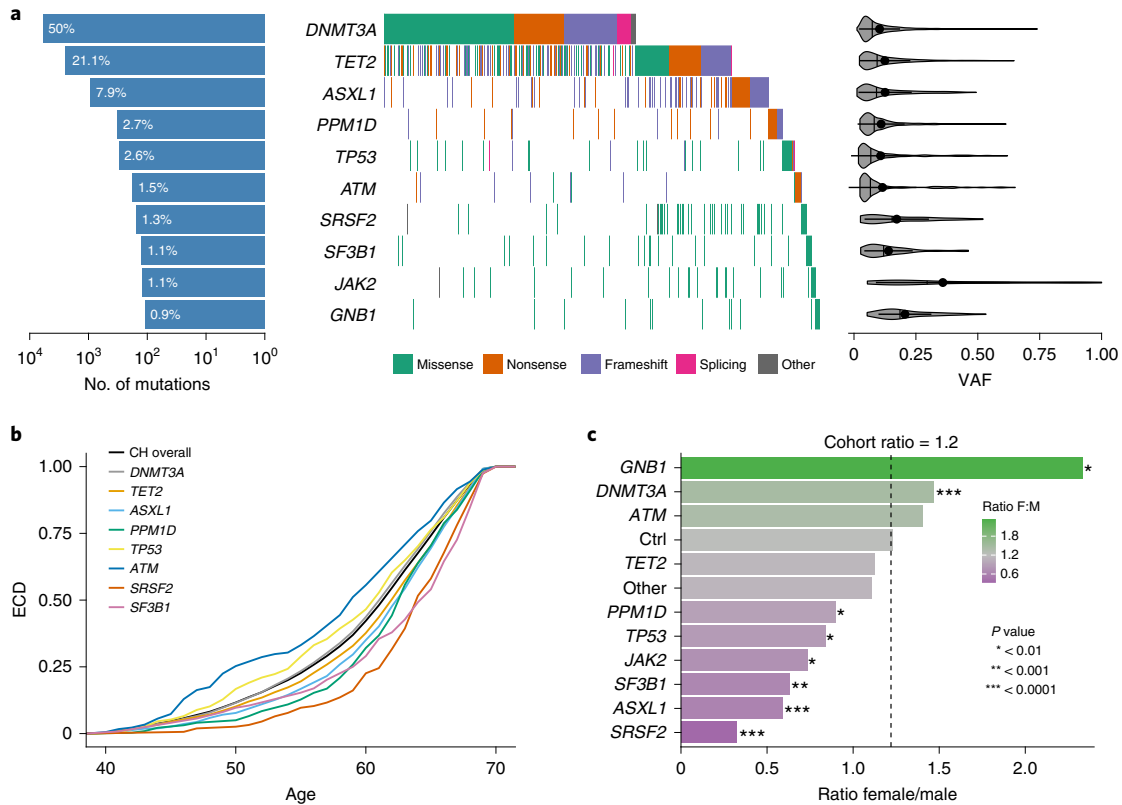 a
50%
21.1%
7.9%
2.7%
2.6%
1.5%
1.3%
1.1%
1.1%
0.9%
10^4 10^3 10^2 10^1 10^0
No. of mutations
DNMT3A
TET2
ASXL1
PPM1D
TP53
ATM
SRSF2
SF3B1
JAK2
GNB1
Missense Nonsense Frameshift Splicing Other
0 0.25 0.50 0.75 1.00
VAF
b
CH overall
DNMT3A
TET2
ASXL1
PPM1D
TP53
ATM
SRSF2
SF3B1
1.00
0.75
0.50
0.25
0
ECD
40 50 60 70
Age
c
Cohort ratio = 1.2
GNB1 *
DNMT3A ***
ATM
Ctrl
TET2
Other
PPM1D *
TP53 *
JAK2 *
SF3B1 **
ASXL1 ***
SRSF2 ***
Ratio F:M
1.8
1.2
0.6
P value
* < 0.01
** < 0.001
*** < 0.0001
0 0.5 1.0 1.5 2.0
Ratio female/male